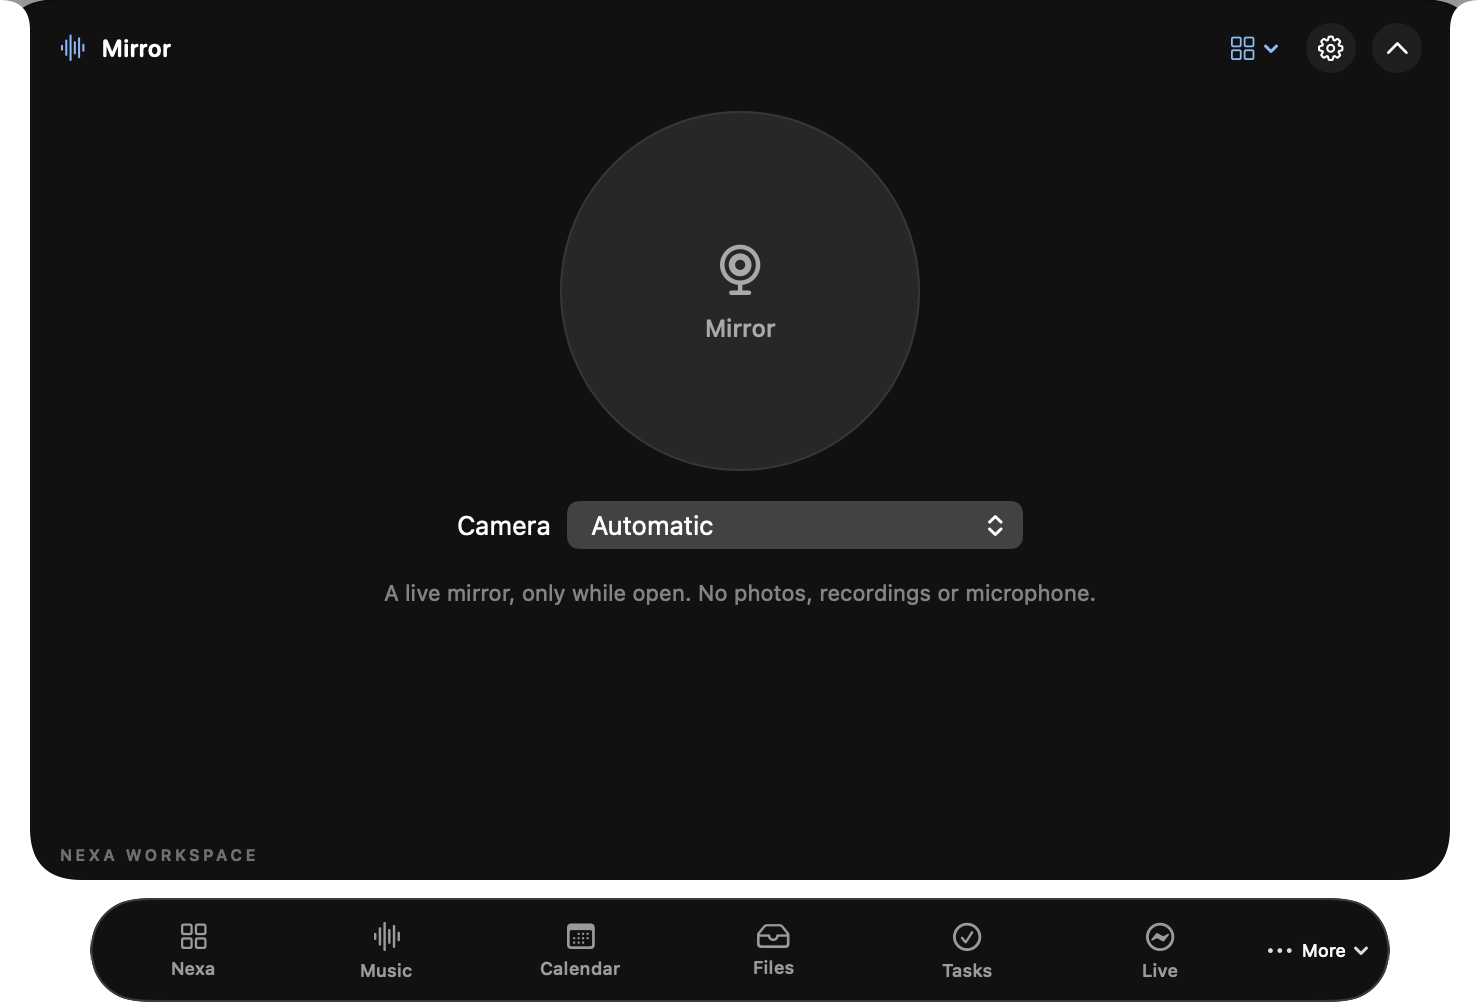 Mirror
Mirror
Camera Automatic
A live mirror, only while open. No photos, recordings or microphone.
NEXA WORKSPACE
Nexa Music Calendar Files Tasks Live More